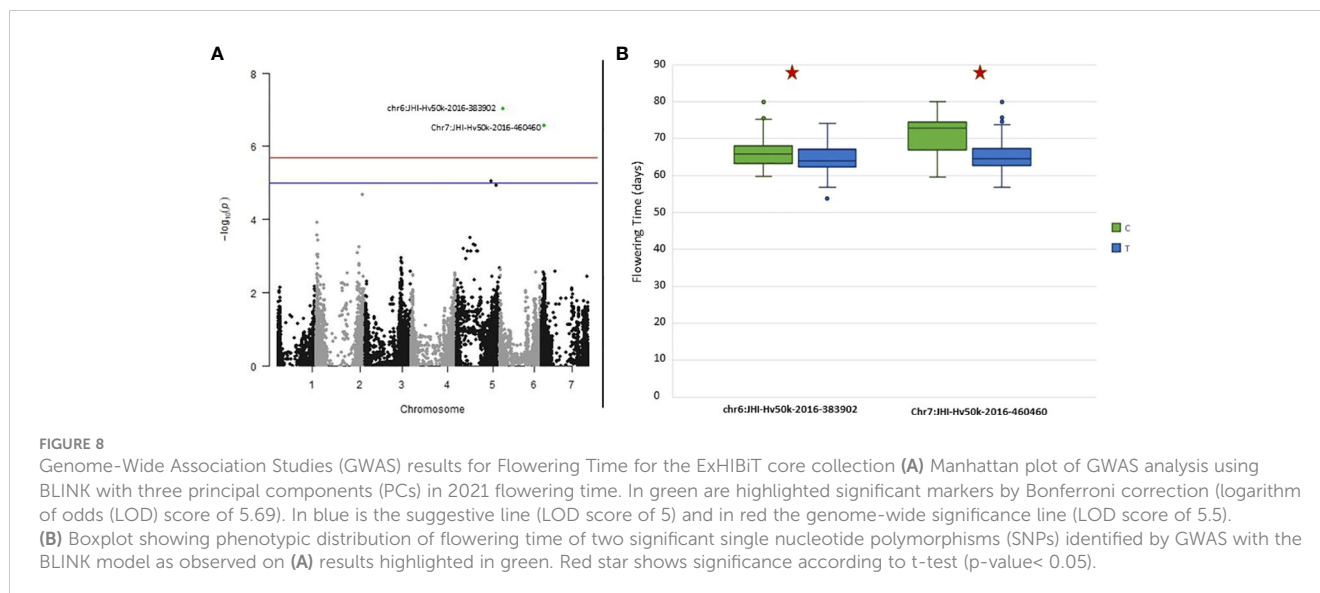 A
8
6
4
2
0
−log10(p)
chr6:JHI-Hv50k-2016-383902
Chr7:JHI-Hv50k-2016-460460
1 2 3 4 5 6 7
Chromosome
B
90
80
70
60
50
40
30
20
10
0
Flowering Time (days)
chr6:JHI-Hv50k-2016-383902 Chr7:JHI-Hv50k-2016-460460
C
T
FIGURE 8
Genome-Wide Association Studies (GWAS) results for Flowering Time for the ExHIBiT core collection (A) Manhattan plot of GWAS analysis using
BLINK with three principal components (PCs) in 2021 flowering time. In green are highlighted significant markers by Bonferroni correction (logarithm
of odds (LOD) score of 5.69). In blue is the suggestive line (LOD score of 5) and in red the genome-wide significance line (LOD score of 5.5).
(B) Boxplot showing phenotypic distribution of flowering time of two significant single nucleotide polymorphisms (SNPs) identified by GWAS with the
BLINK model as observed on (A) results highlighted in green. Red star shows significance according to t-test (p-value< 0.05).